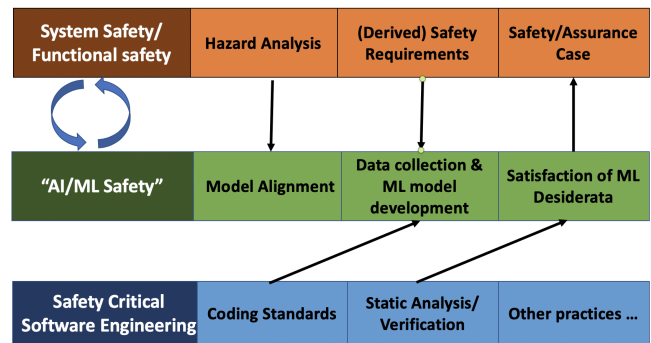 System Safety/
Functional safety
Hazard Analysis
(Derived) Safety
Requirements
Safety/Assurance
Case
“AI/ML Safety”
Model Alignment
Data collection &
ML model
development
Satisfaction of ML
Desiderata
Safety Critical
Software Engineering
Coding Standards
Static Analysis/
Verification
Other practices …